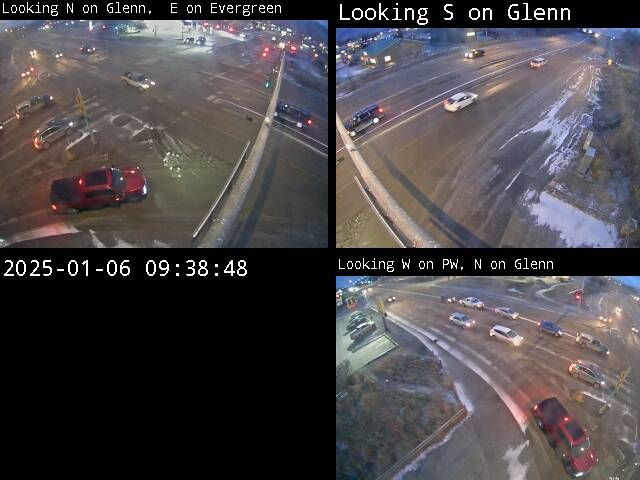 Looking N on Glenn,  E on Evergreen
Looking S on Glenn
2025-01-06 09:38:48
Looking W on PW, N on Glenn